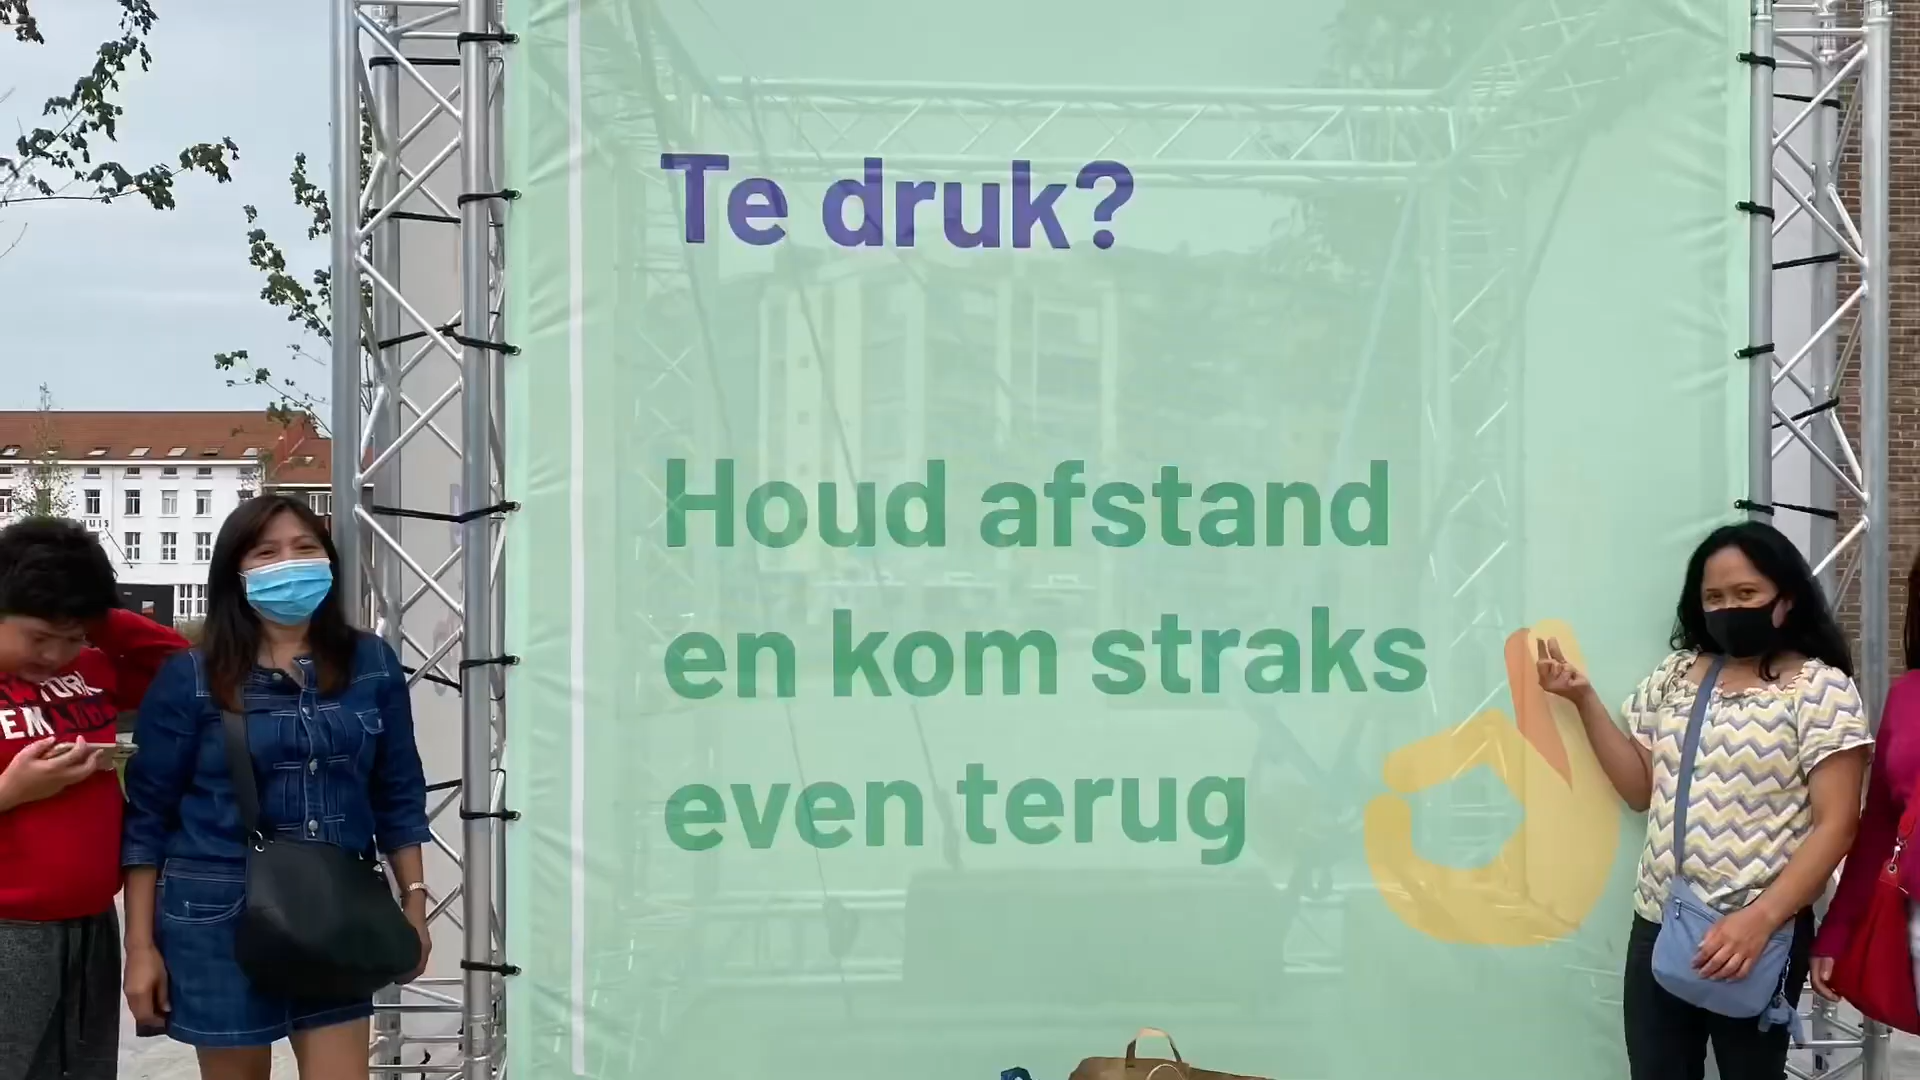 Te druk?
Houd afstand
en kom straks
even terug